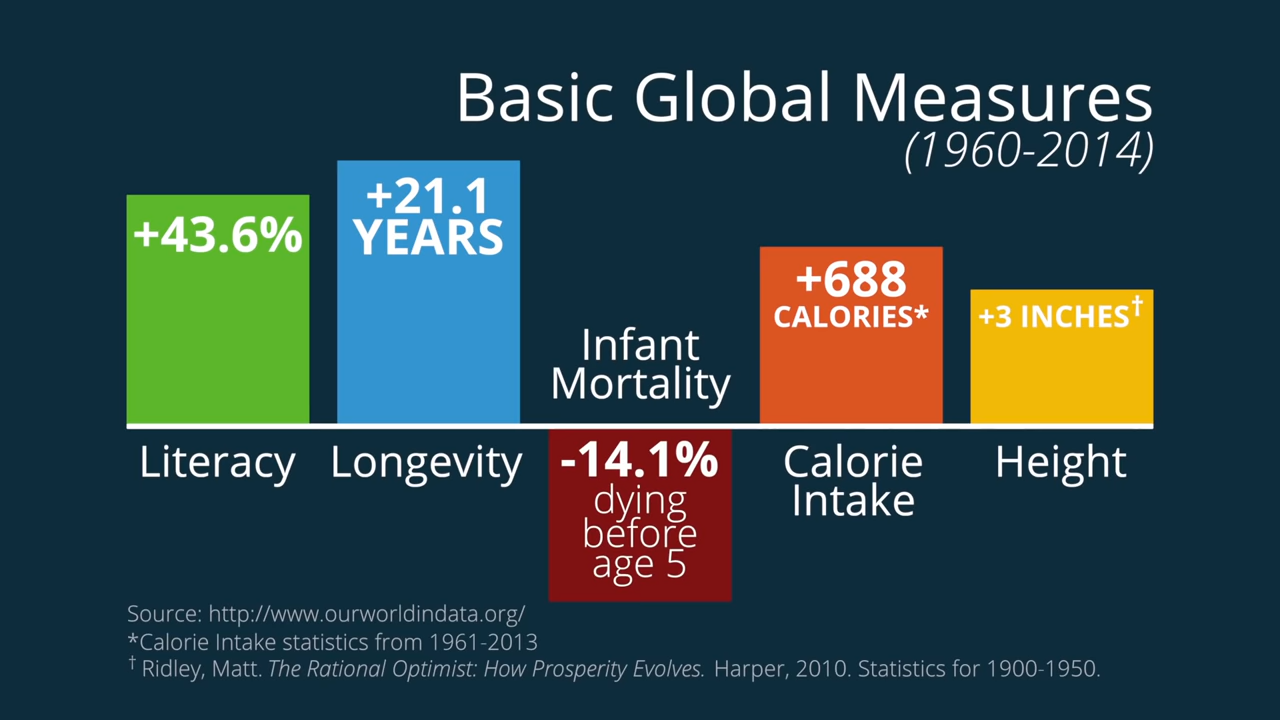 Basic Global Measures
(1960-2014)
+43.6%
+21.1
YEARS
Infant
Mortality
+688
CALORIES*
+3 INCHES†
Literacy
Longevity
-14.1%
dying
before
age 5
Calorie
Intake
Height
Source: http://www.ourworldindata.org/
*Calorie Intake statistics from 1961-2013
† Ridley, Matt. The Rational Optimist: How Prosperity Evolves. Harper, 2010. Statistics for 1900-1950.